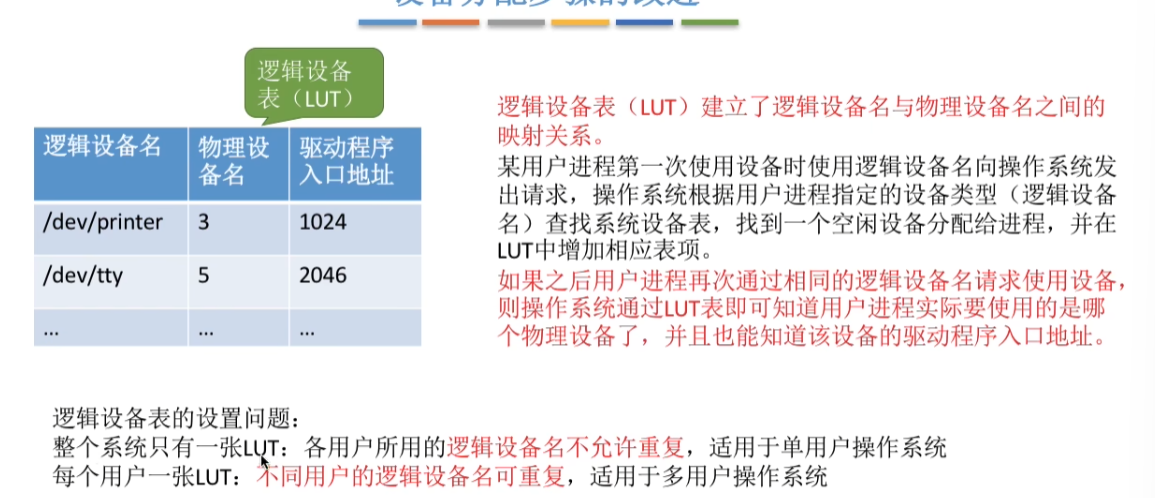 设备分配步骤的改进
逻辑设备
表（LUT）
逻辑设备名 物理设备名 驱动程序入口地址
/dev/printer 3 1024
/dev/tty 5 2046
... ... ...
逻辑设备表（LUT）建立了逻辑设备名与物理设备名之间的
映射关系。
某用户进程第一次使用设备时使用逻辑设备名向操作系统发
出请求，操作系统根据用户进程指定的设备类型（逻辑设备
名）查找系统设备表，找到一个空闲设备分配给进程，并在
LUT中增加相应表项。
如果之后用户进程再次通过相同的逻辑设备名请求使用设备，
则操作系统通过LUT表即可知道用户进程实际要使用的是哪
个物理设备了，并且也能知道该设备的驱动程序入口地址。
逻辑设备表的设置问题：
整个系统只有一张LUT：各用户所用的逻辑设备名不允许重复，适用于单用户操作系统
每个用户一张LUT：不同用户的逻辑设备名可重复，适用于多用户操作系统